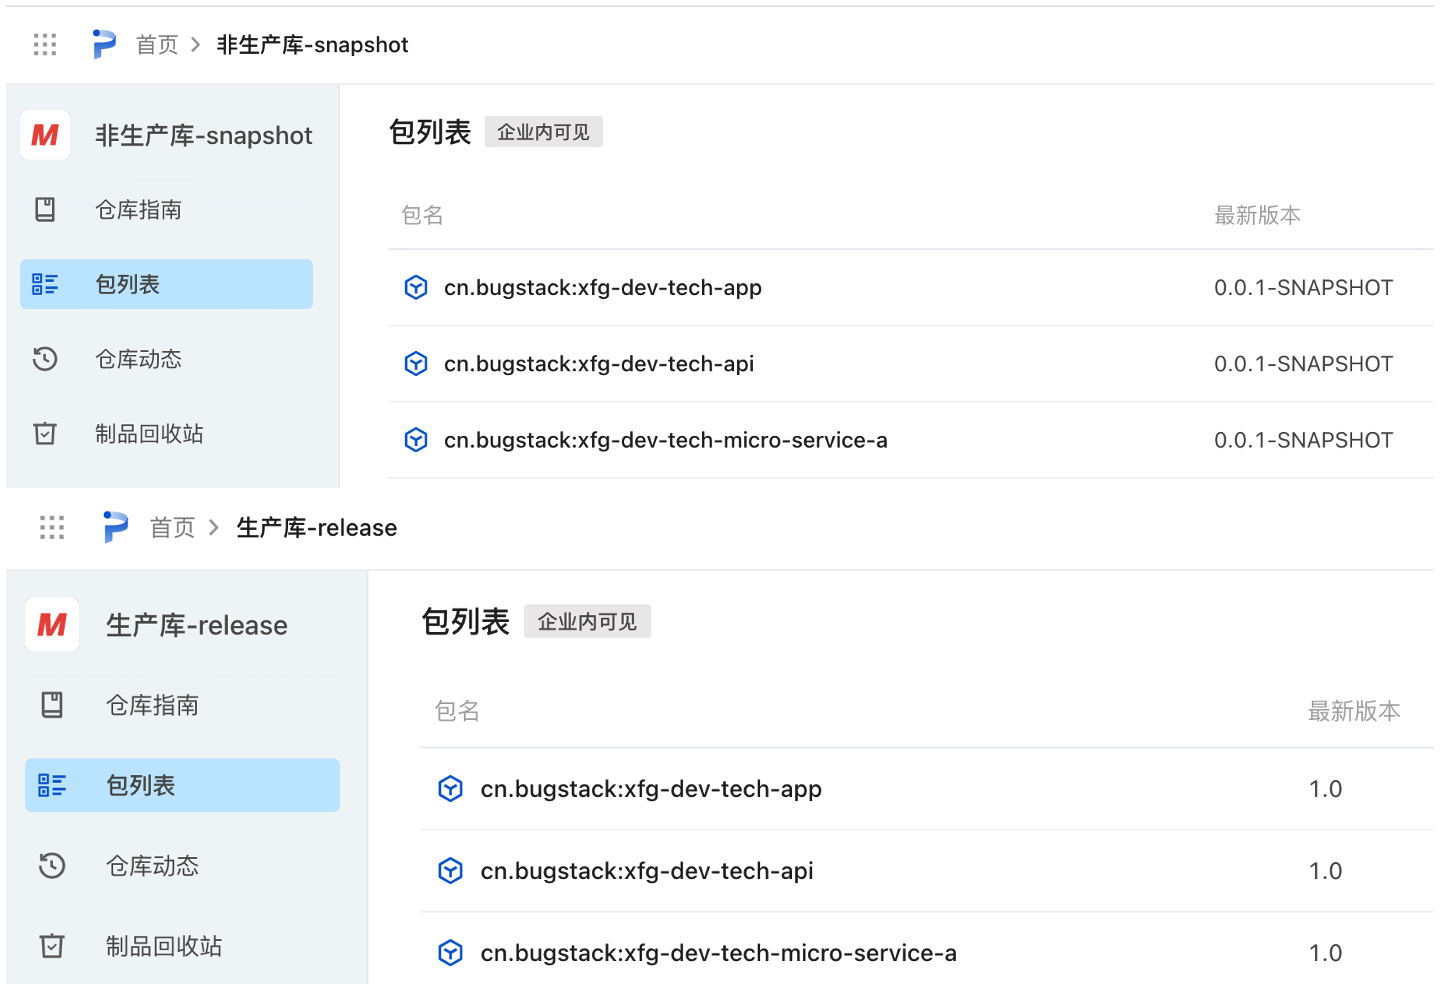 首页 > 非生产库-snapshot
M 非生产库-snapshot
仓库指南
包列表
仓库动态
制品回收站
包列表 企业内可见
包名 最新版本
cn.bugstack:xfg-dev-tech-app 0.0.1-SNAPSHOT
cn.bugstack:xfg-dev-tech-api 0.0.1-SNAPSHOT
cn.bugstack:xfg-dev-tech-micro-service-a 0.0.1-SNAPSHOT
首页 > 生产库-release
M 生产库-release
仓库指南
包列表
仓库动态
制品回收站
包列表 企业内可见
包名 最新版本
cn.bugstack:xfg-dev-tech-app 1.0
cn.bugstack:xfg-dev-tech-api 1.0
cn.bugstack:xfg-dev-tech-micro-service-a 1.0